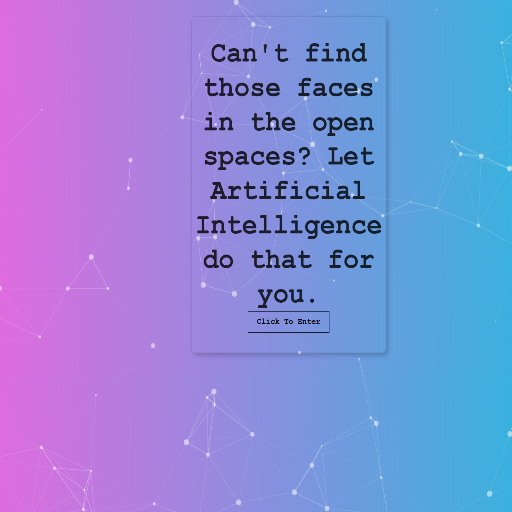 Can't find
those faces
in the open
spaces? Let
Artificial
Intelligence
do that for
you.
Click To Enter